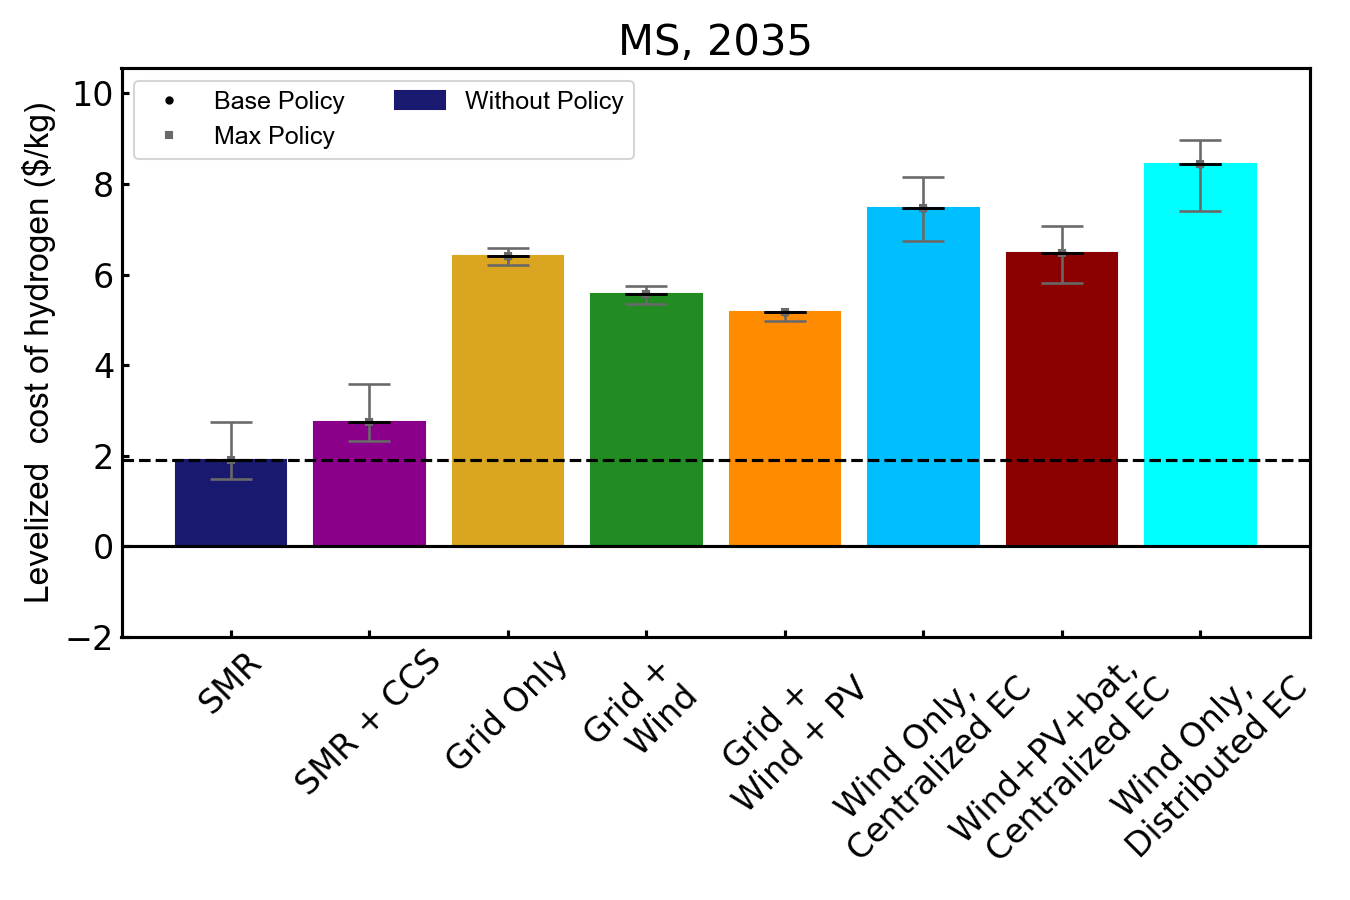 MS, 2035
Base Policy
Max Policy
Without Policy
Levelized cost of hydrogen ($/kg)
10
8
6
4
2
0
−2
SMR
SMR + CCS
Grid Only
Grid +
Wind
Grid +
Wind + PV
Wind Only,
Centralized EC
Wind+PV+bat,
Centralized EC
Wind Only,
Distributed EC